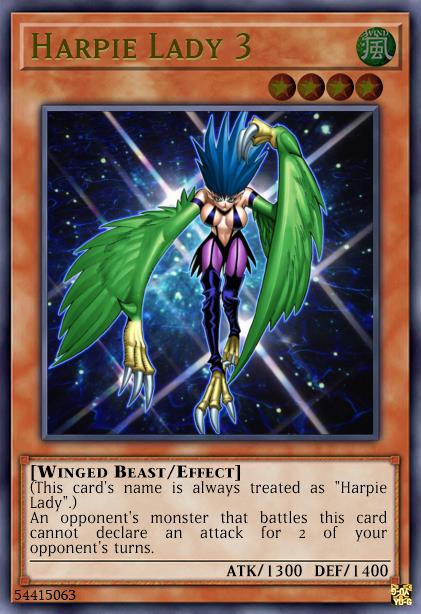 Harpie Lady 3
WIND
風
[Winged Beast/Effect]
(This card's name is always treated as "Harpie
Lady".)
An opponent's monster that battles this card
cannot declare an attack for 2 of your
opponent's turns.
ATK/1300 DEF/1400
54415063